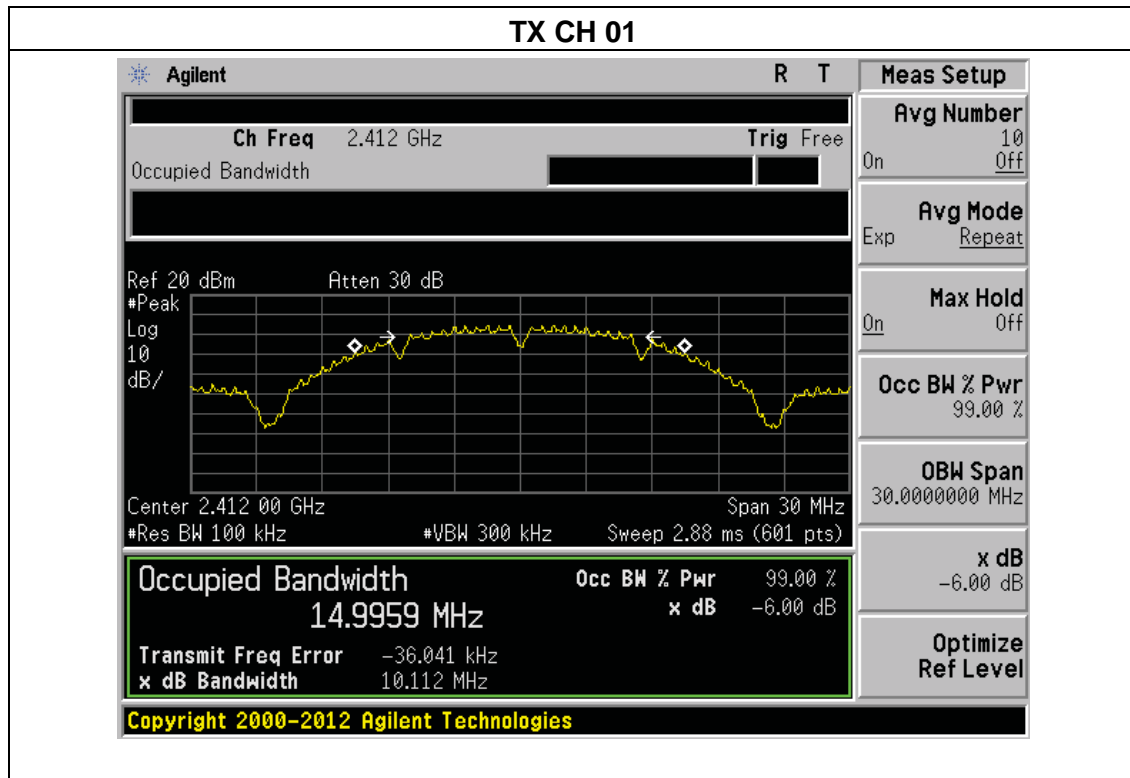 TX CH 01
Agilent R T
Ch Freq 2.412 GHz Trig Free
Occupied Bandwidth
Ref 20 dBm Atten 30 dB
#Peak
Log
10
dB/
Center 2.412 00 GHz Span 30 MHz
#Res BW 100 kHz #VBW 300 kHz Sweep 2.88 ms (601 pts)
Occupied Bandwidth Occ BW % Pwr 99.00 %
14.9959 MHz x dB -6.00 dB
Transmit Freq Error -36.041 kHz
x dB Bandwidth 10.112 MHz
Copyright 2000-2012 Agilent Technologies
Meas Setup
Avg Number
10
On Off
Avg Mode
Exp Repeat
Max Hold
On Off
Occ BW % Pwr
99.00 %
OBW Span
30.0000000 MHz
x dB
-6.00 dB
Optimize
Ref Level